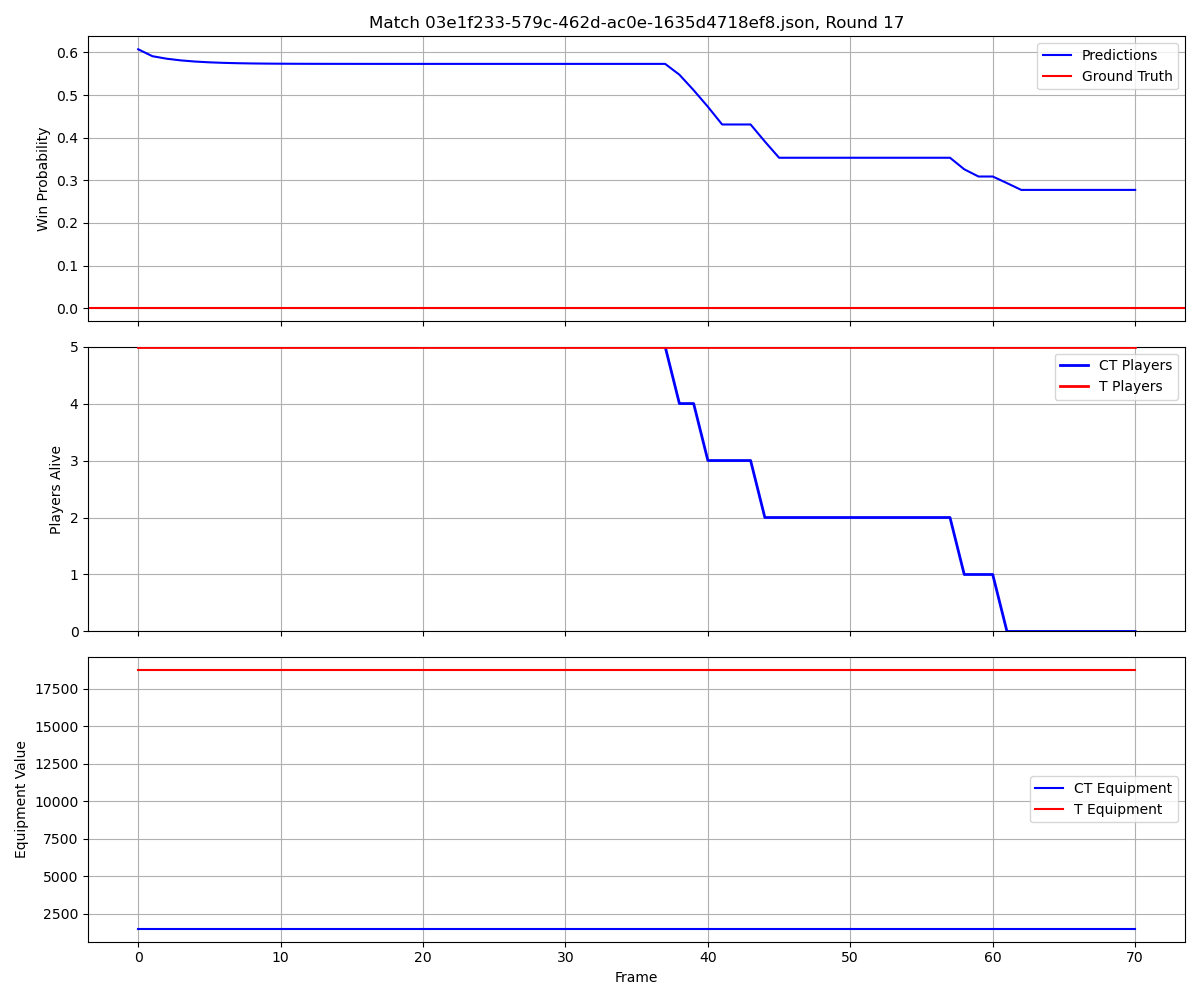 Match 03e1f233-579c-462d-ac0e-1635d4718ef8.json, Round 17
Win Probability
0.6
0.5
0.4
0.3
0.2
0.1
0.0
Predictions
Ground Truth
Players Alive
5
4
3
2
1
0
CT Players
T Players
Equipment Value
17500
15000
12500
10000
7500
5000
2500
CT Equipment
T Equipment
0 10 20 30 40 50 60 70
Frame